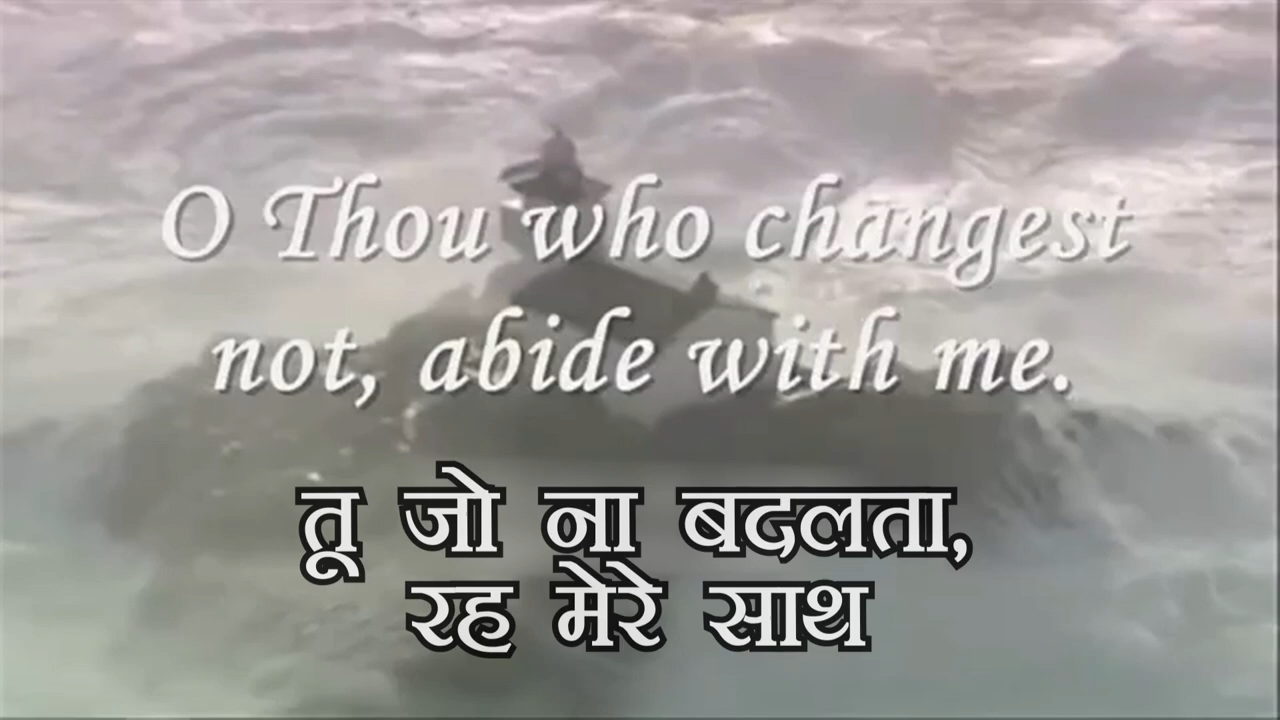 O Thou who changest
not, abide with me.
तू जो ना बदलता,
रह मेरे साथ